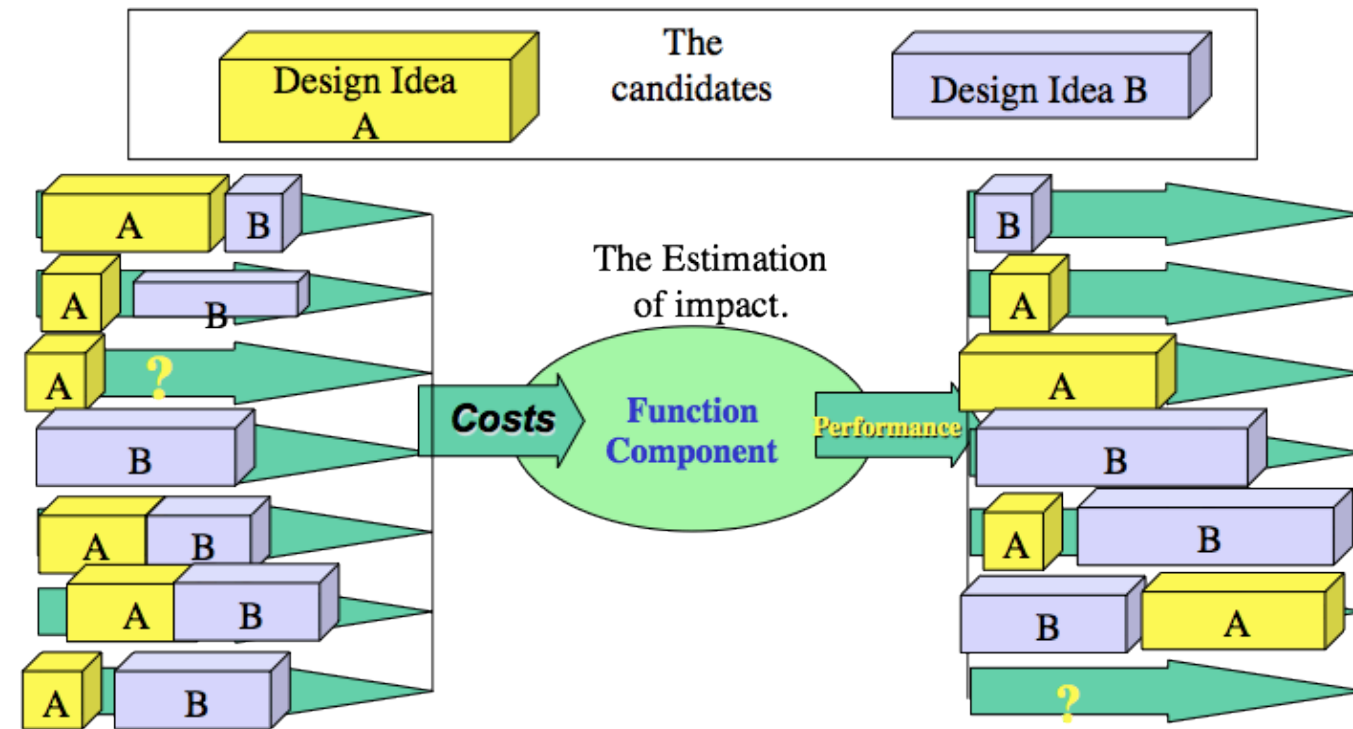 The
candidates
Design Idea
A
Design Idea B
A B
A B
A ?
B
A B
A B
A B
The Estimation
of impact.
Costs
Function
Component
Performance
B
A
A
B
A B
B A
?